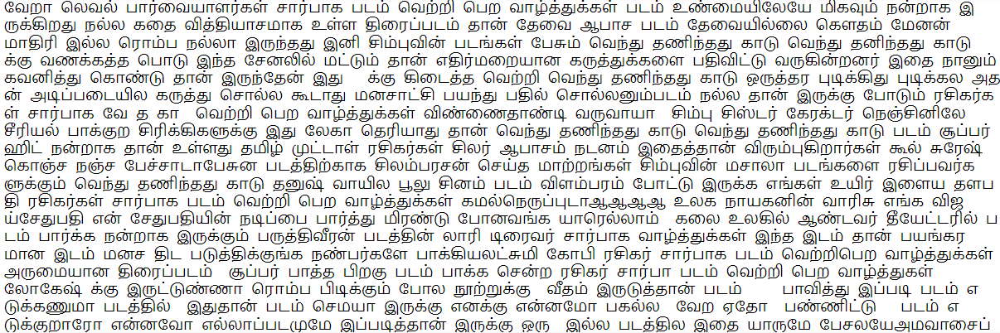 வேறா லெவல் பார்வையாளர்கள் சார்பாக படம் வெற்றி பெற வாழ்த்துக்கள் படம் உண்மையிலேயே மிகவும் நன்றாக இ
ருக்கிறது நல்ல கதை வித்தியாசமாக உள்ள திரைப்படம் தான் தேவை ஆபாச படம் தேவையில்லை கௌதம் மேனன்
மாதிரி இல்ல ரொம்ப நல்லா இருந்தது இனி சிம்புவின் படங்கள் பேசும் வெந்து தணிந்தது காடு வெந்து தனிந்தது காடு
க்கு வணக்கத்த பொடு இந்த சேனலில் மட்டும் தான் எதிர்மறையான கருத்துக்களை பதிவிட்டு வருகின்றனர் இதை நானும்
கவனித்து கொண்டு தான் இருந்தேன் இது க்கு கிடைத்த வெற்றி வெந்து தணிந்தது காடு ஒருத்தர புடிக்கிது புடிக்கல அத
ன் அடிப்படையில கருத்து சொல்ல கூடாது மனசாட்சி பயந்து பதில் சொல்லனும்படம் நல்ல தான் இருக்கு போடும் ரசிகர்க
ள் சார்பாக வே த கா வெற்றி பெற வாழ்த்துக்கள் விண்ணைதாண்டி வருவாயா சிம்பு சிஸ்டர் கேரக்டர் நெஞ்சினிலே
சீரியல் பாக்குற சிரிக்கிகளுக்கு இது லேகா தெரியாது தான் வெந்து தணிந்தது காடு வெந்து தணிந்தது காடு படம் சூப்பர்
ஹிட் நன்றாக தான் உள்ளது தமிழ் முட்டாள் ரசிகர்கள் சிலர் ஆபாசம் நடனம் இதைத்தான் விரும்புகிறார்கள் கூல் சுரேஷ்
கொஞ்ச நஞ்ச பேச்சாடாபேசுன படத்திற்காக சிலம்பரசன் செய்த மாற்றங்கள் சிம்புவின் மசாலா படங்களை ரசிப்பவர்க
ளுக்கும் வெந்து தணிந்தது காடு தனுஷ் வாயில பூலு சினம் படம் விளம்பரம் போட்டு இருக்க எங்கள் உயிர் இளைய தளப
தி ரசிகர்கள் சார்பாக படம் வெற்றி பெற வாழ்த்துக்கள் கமல்நெருப்புடாஆஆஆஆ உலக நாயகனின் வாரிசு எங்க விஜ
ய்சேதுபதி என் சேதுபதியின் நடிப்பை பார்த்து மிரண்டு போனவங்க யாரெல்லாம் கலை உலகில் ஆண்டவர் தீயேட்டரில் ப
டம் பார்க்க நன்றாக இருக்கும் பருத்திவீரன் படத்தின் லாரி டிரைவர் சார்பாக வாழ்த்துக்கள் இந்த இடம் தான் பயங்கர
மான இடம் மனச திட படுத்திக்குங்க நண்பர்களே பாக்கியலட்சுமி கோபி ரசிகர் சார்பாக படம் வெற்றிபெற வாழ்த்துக்கள்
அருமையான திரைப்படம் சூப்பர் பாத்த பிறகு படம் பாக்க சென்ற ரசிகர் சார்பா படம் வெற்றி பெற வாழ்த்துகள்
லோகேஷ் க்கு இருட்டுண்ணா ரொம்ப பிடிக்கும் போல நூற்றுக்கு வீதம் இருடுத்தான் படம் பாவித்து இப்படி படம் எ
டுக்கணுமா படத்தில் இதுதான் படம் செமயா இருக்கு எனக்கு என்னமோ பகல்ல வேற ஏதோ பண்ணிட்டு படம் எ
டுக்குறாரோ என்னவோ எல்லாப்படமுமே இப்படித்தான் இருக்கு ஒரு இல்ல படத்தில இதை யாருமே பேசலயேஅமவாசைப்